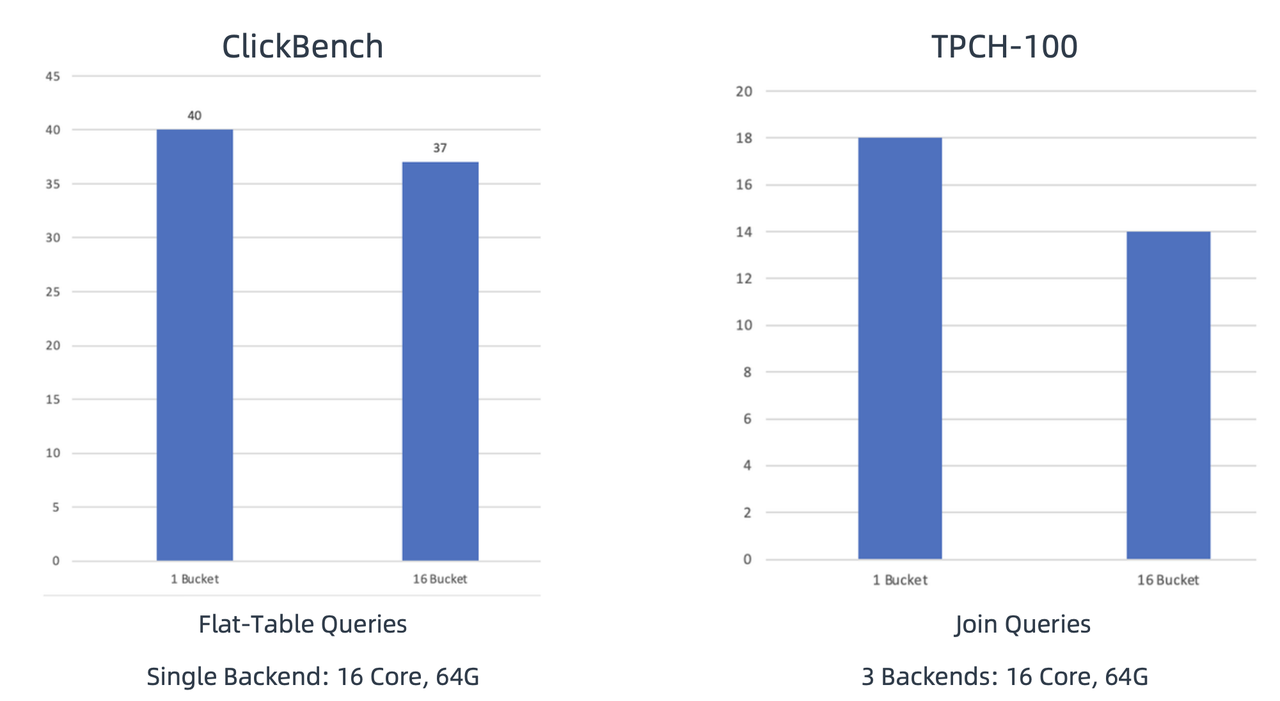 ClickBench
45
40
35
30
25
20
15
10
5
0
40
37
1 Bucket
16 Bucket
Flat-Table Queries
Single Backend: 16 Core, 64G
TPCH-100
20
18
16
14
12
10
8
6
4
2
0
1 Bucket
16 Bucket
Join Queries
3 Backends: 16 Core, 64G